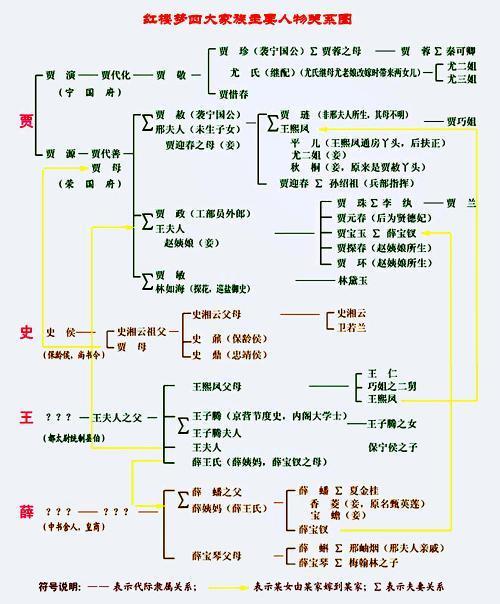 红楼梦四大家族主要人物关系图
贾 珍（袭宁国公）Σ 贾蓉之母 —— 贾 蓉 Σ 秦可卿
贾 演 — 贾代化 — 贾 敬
尤 氏（继配）（尤氏继母尤老娘改嫁时带来两女儿）
尤二姐
尤三姐
（宁 国 府）
贾惜春
贾
贾 赦（袭宁国公）
邢夫人（未生子女）
贾迎春之母（妾）
Σ
贾 琏（非邢夫人所生，其母不明）
王熙凤
Σ
贾巧姐
平 儿（王熙凤通房丫头，后扶正）
尤二姐（妾）
秋 桐（妾，原来是贾赦丫头）
贾迎春 Σ 孙绍祖（兵部指挥）
贾 源 — 贾代善
贾 母
（荣 国 府）
贾 政（工部员外郎）
王夫人
赵姨娘（妾）
Σ
贾 珠 Σ 李 纨 —— 贾 兰
贾元春（后为贤德妃）
贾宝玉 Σ 薛宝钗
贾探春（赵姨娘所生）
贾 环（赵姨娘所生）
贾 敏
林如海（探花，巡盐御史）
Σ
林黛玉
史
史 侯
（保龄侯，尚书令）
史湘云祖父
贾 母
史湘云父母
史湘云
卫若兰
史 鼐（保龄侯）
史 鼎（忠靖侯）
王
？？？ — 王夫人之父
（都太尉统制县伯）
王熙凤父母
王 仁
巧姐之二舅
王熙凤
王子腾（京营节度史，内阁大学士）
王子腾夫人
Σ
王子腾之女
王夫人
保宁侯之子
薛王氏（薛姨妈，薛宝钗之母）
薛
？？？ —— ？？？
（中书舍人，皇商）
薛 蟠之父
薛姨妈（薛王氏）
Σ
薛 蟠 Σ 夏金桂
香 菱（妾，原名甄英莲）
宝 蟾（妾）
薛宝钗
薛宝琴父母
薛 蝌 Σ 邢岫烟（邢夫人亲戚）
薛宝琴 Σ 梅翰林之子
符号说明：—— 表示代际隶属关系； → 表示某女由某家嫁到某家；Σ 表示夫妻关系